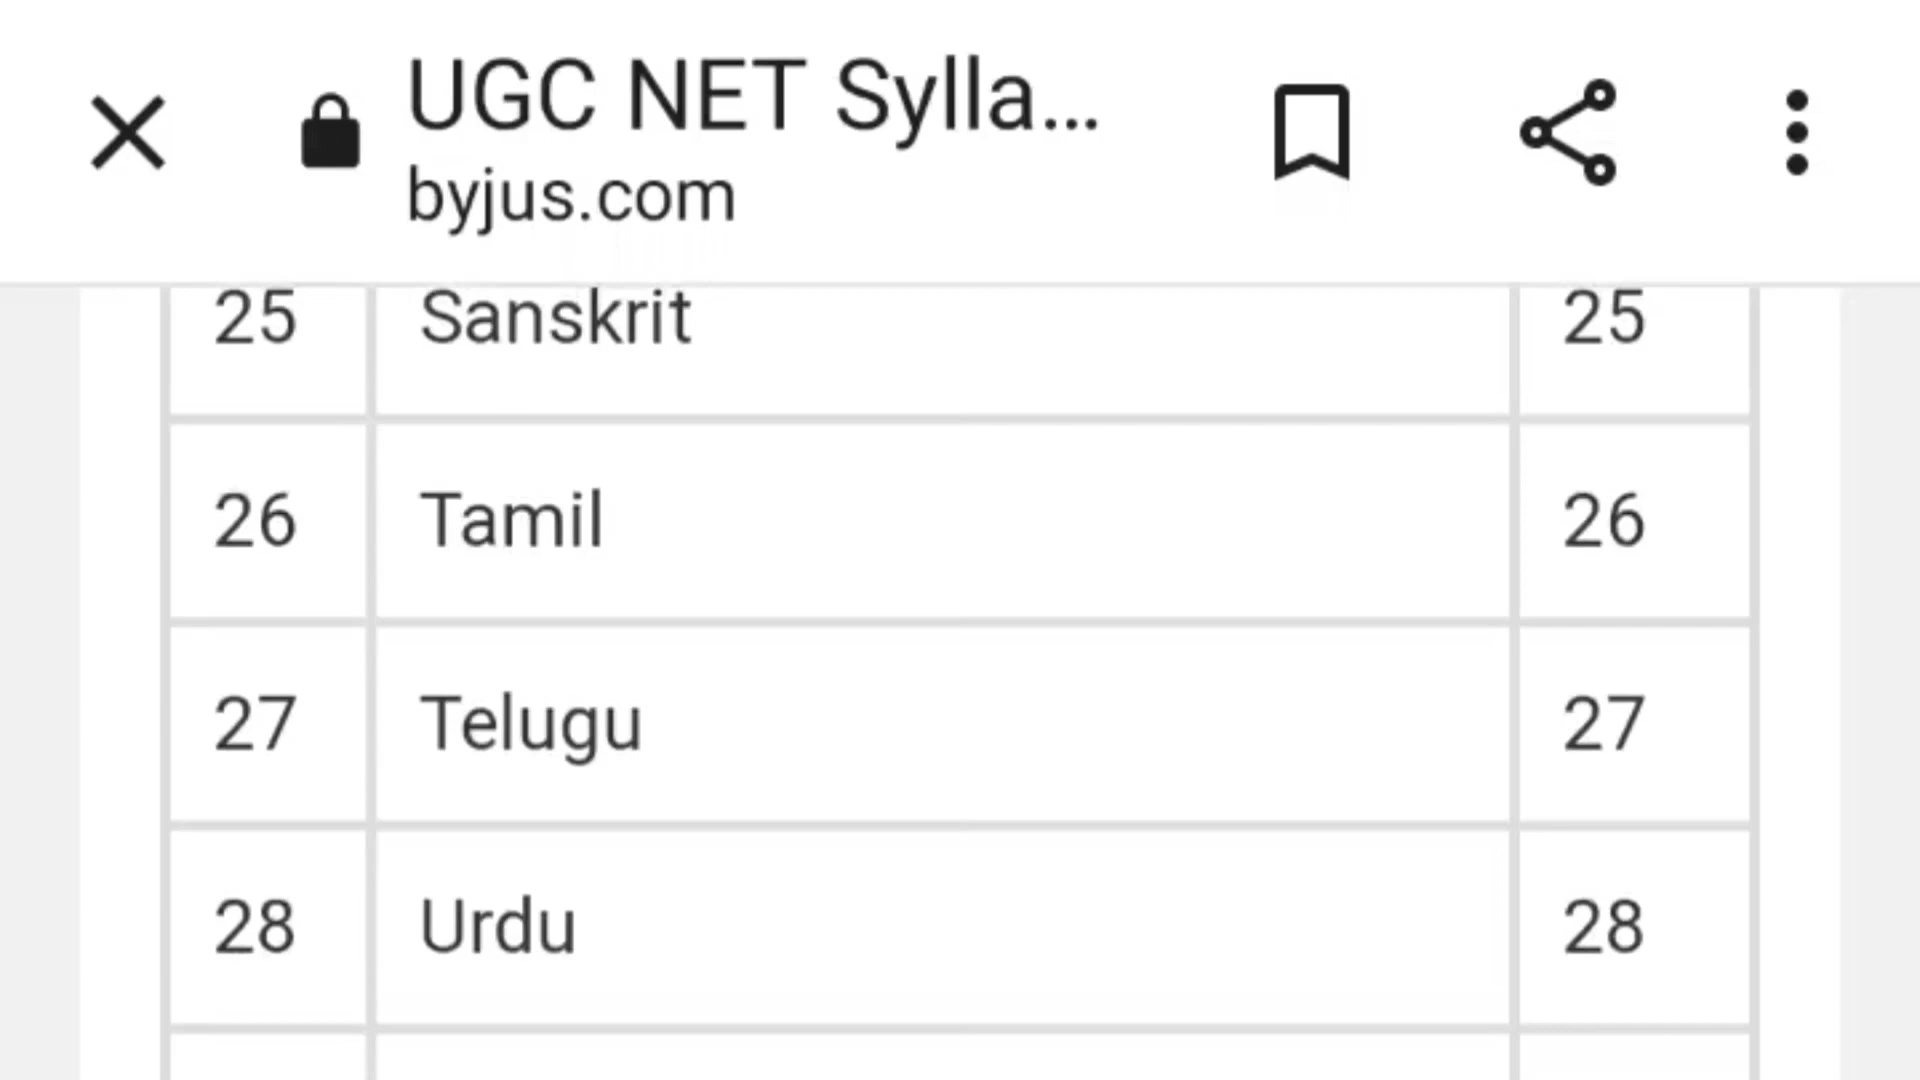 UGC NET Sylla...
byjus.com
25 Sanskrit 25
26 Tamil 26
27 Telugu 27
28 Urdu 28